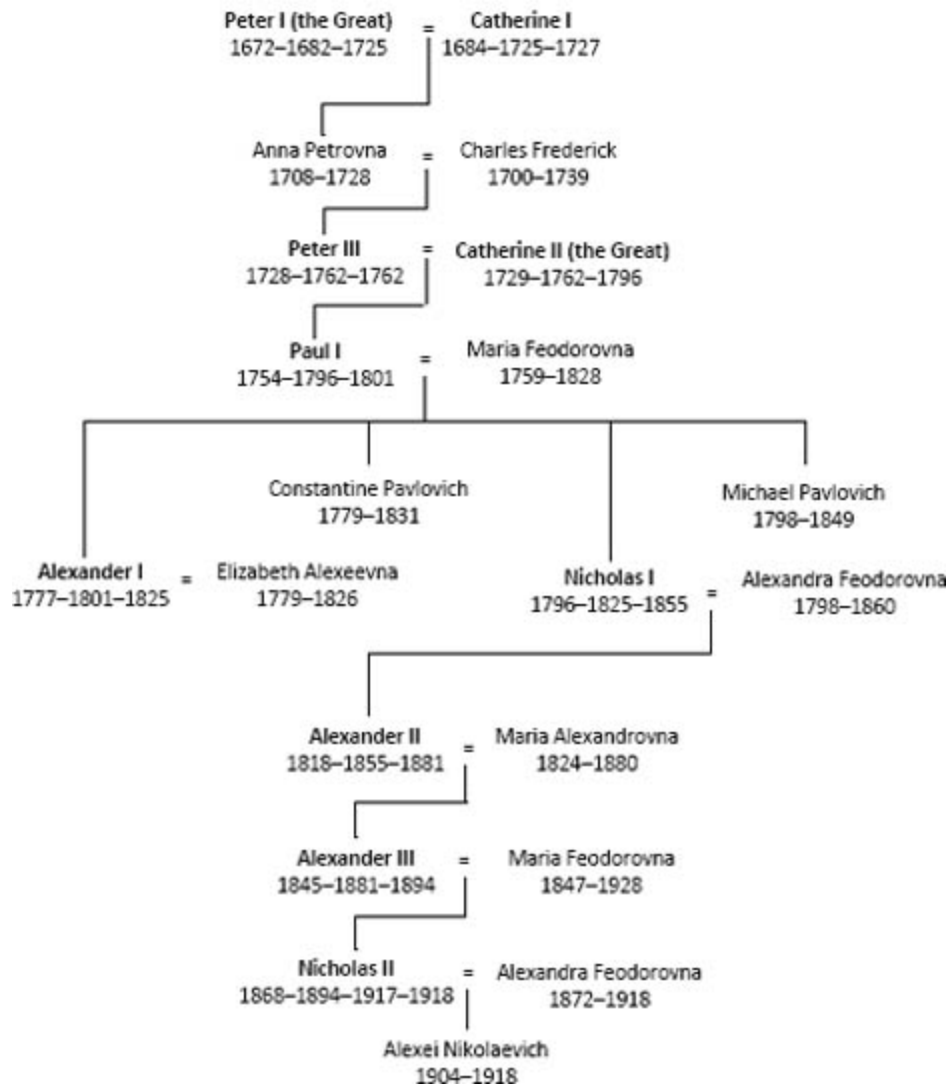 Peter I (the Great) = Catherine I
1672–1682–1725 1684–1725–1727
Anna Petrovna = Charles Frederick
1708–1728 1700–1739
Peter III = Catherine II (the Great)
1728–1762–1762 1729–1762–1796
Paul I = Maria Feodorovna
1754–1796–1801 1759–1828
Constantine Pavlovich Michael Pavlovich
1779–1831 1798–1849
Alexander I = Elizabeth Alexeevna Nicholas I = Alexandra Feodorovna
1777–1801–1825 1779–1826 1796–1825–1855 1798–1860
Alexander II = Maria Alexandrovna
1818–1855–1881 1824–1880
Alexander III = Maria Feodorovna
1845–1881–1894 1847–1928
Nicholas II = Alexandra Feodorovna
1868–1894–1917–1918 1872–1918
Alexei Nikolaevich
1904–1918